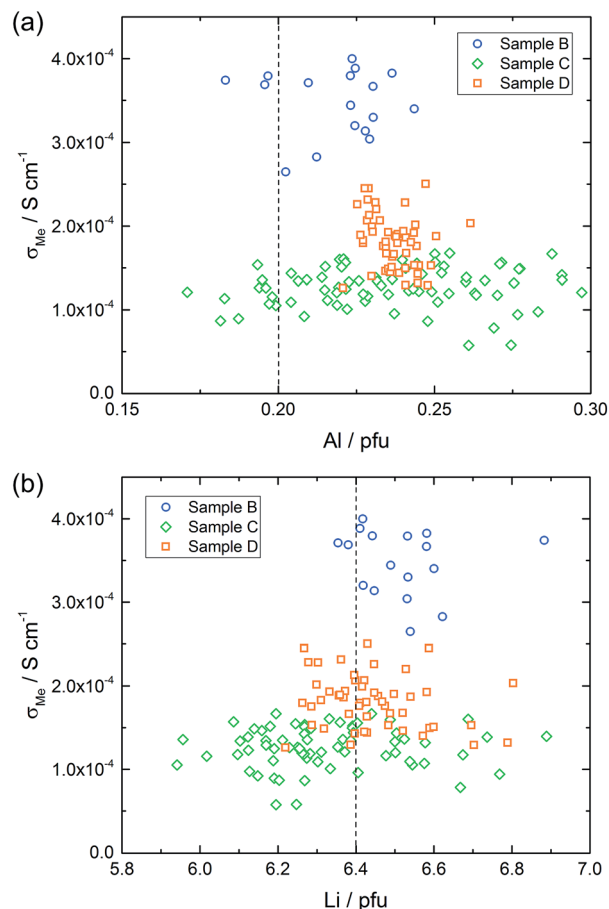 (a)
Sample B
Sample C
Sample D
4.0x10⁻⁴
3.0x10⁻⁴
2.0x10⁻⁴
1.0x10⁻⁴
0.0
σMe / S cm⁻¹
0.15 0.20 0.25 0.30
Al / pfu
(b)
Sample B
Sample C
Sample D
4.0x10⁻⁴
3.0x10⁻⁴
2.0x10⁻⁴
1.0x10⁻⁴
0.0
σMe / S cm⁻¹
5.8 6.0 6.2 6.4 6.6 6.8 7.0
Li / pfu